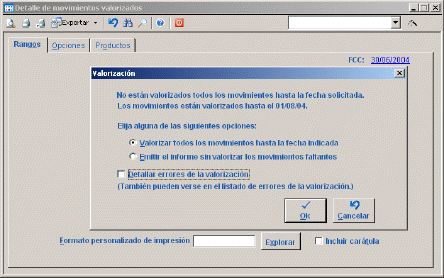 Detalle de movimientos valorizados
Exportar
Rangos Opciones Productos
FCC: 30/06/2004
Valorización
No están valorizados todos los movimientos hasta la fecha solicitada.
Los movimientos están valorizados hasta el 01/08/04.
Elija alguna de las siguientes opciones:
Valorizar todos los movimientos hasta la fecha indicada
Emitir el informe sin valorizar los movimientos faltantes
Detallar errores de la valorización
(También pueden verse en el listado de errores de la valorización.)
Ok Cancelar
Formato personalizado de impresión Explorar Incluir carátula